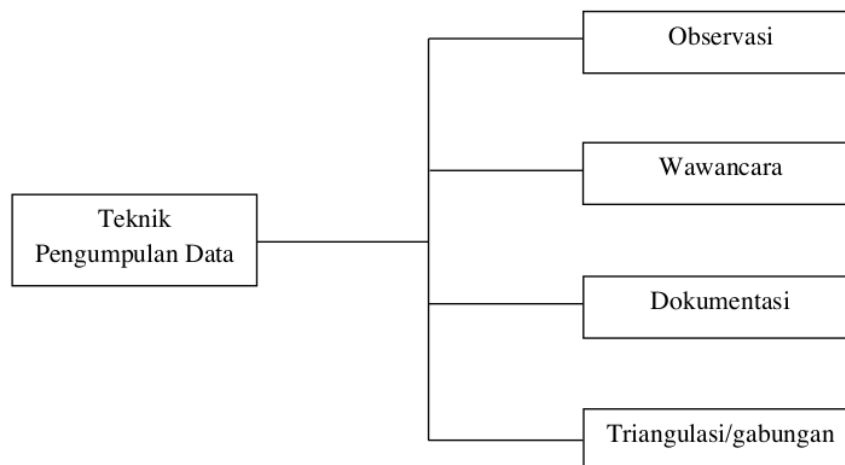 Observasi
Wawancara
Teknik
Pengumpulan Data
Dokumentasi
Triangulasi/gabungan